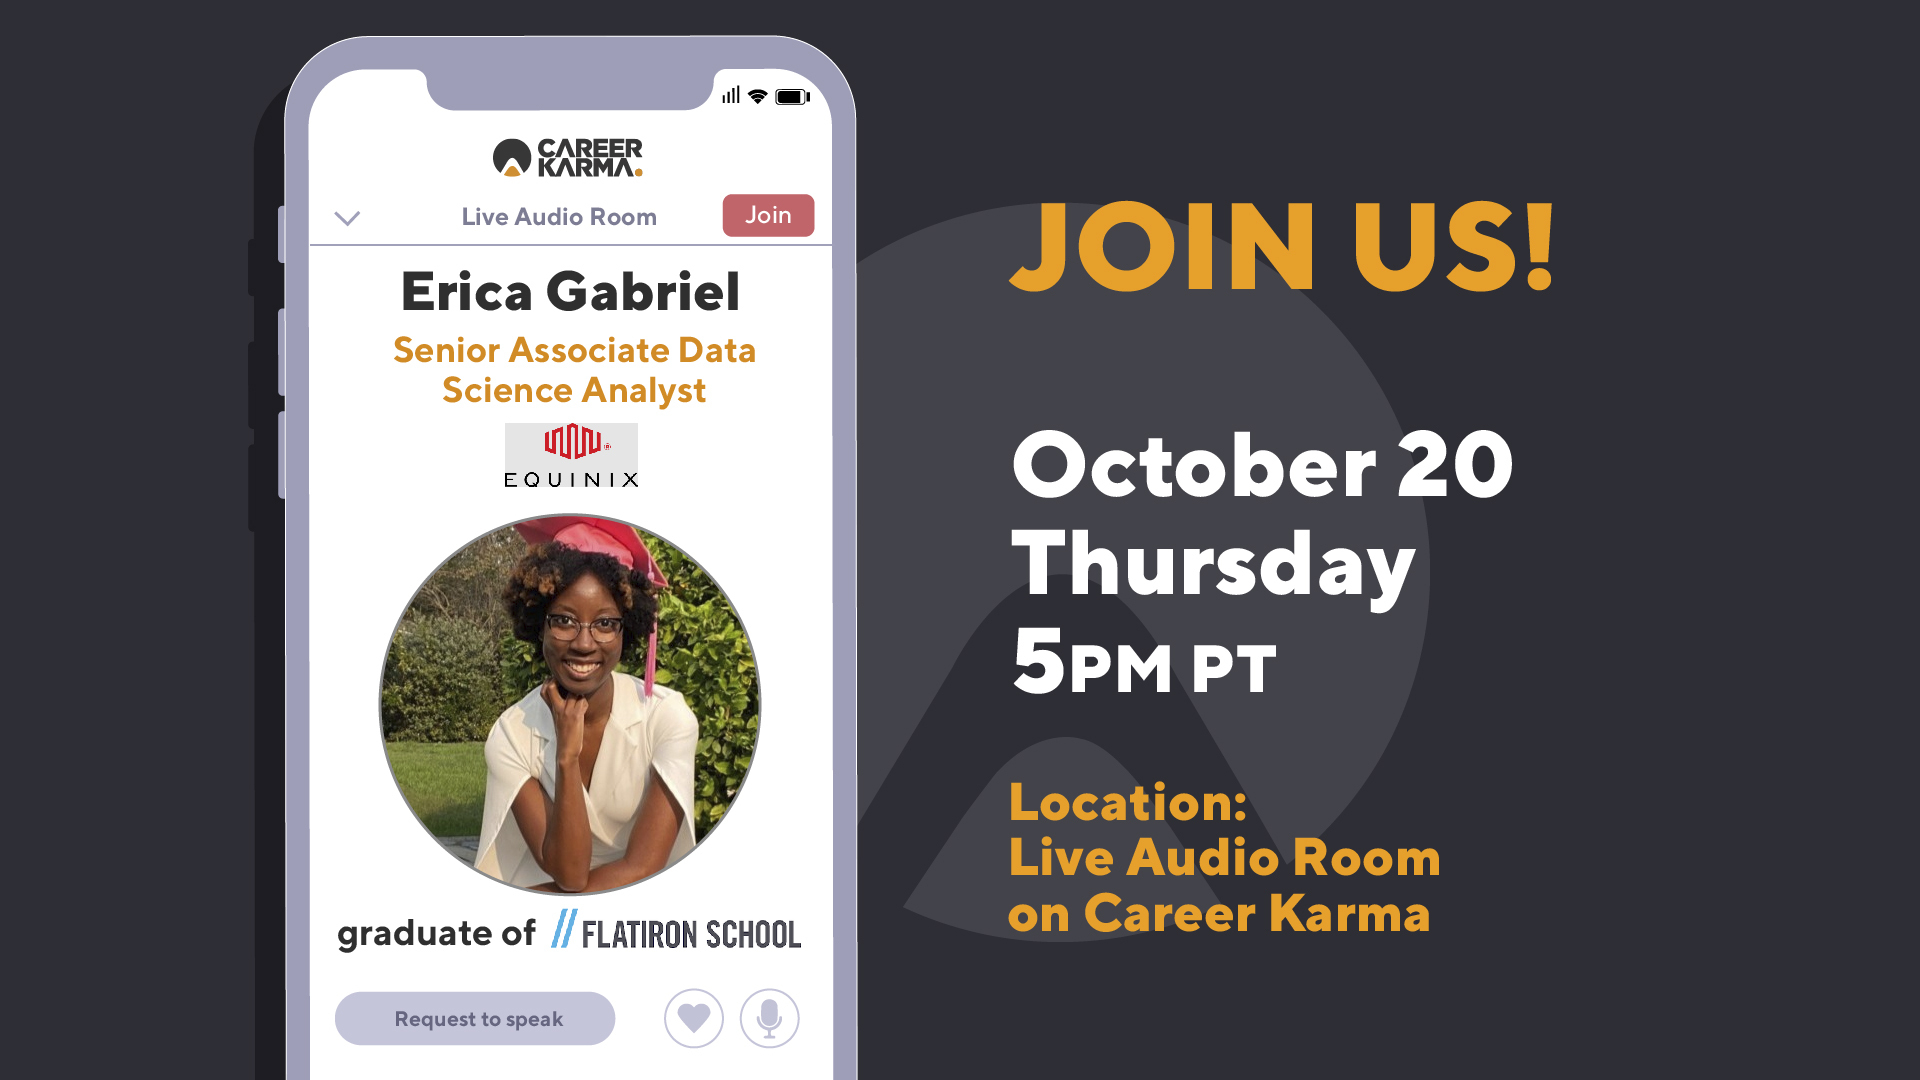 CAREER
KARMA.
Live Audio Room
Join
Erica Gabriel
Senior Associate Data
Science Analyst
EQUINIX
graduate of // FLATIRON SCHOOL
Request to speak
JOIN US!
October 20
Thursday
5PM PT
Location:
Live Audio Room
on Career Karma